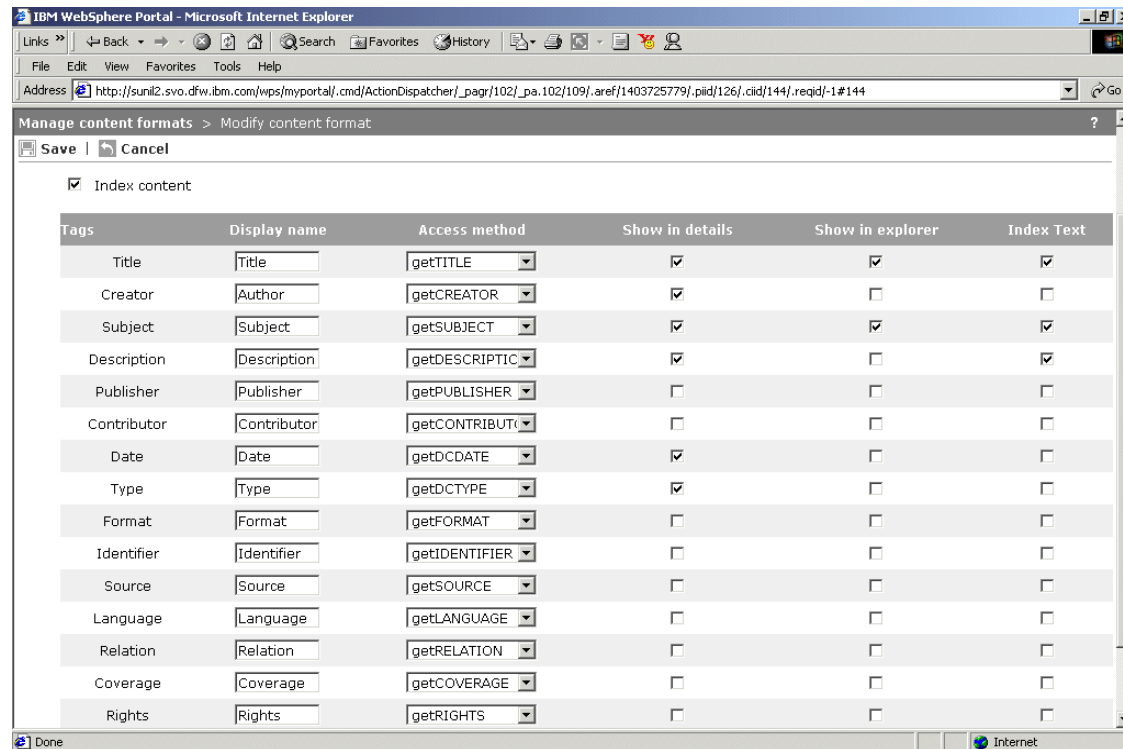 IBM WebSphere Portal - Microsoft Internet Explorer
Links » Back Search Favorites History
File Edit View Favorites Tools Help
Address http://sunil2.svo.dfw.ibm.com/wps/myportal/.cmd/ActionDispatcher/_pagr/102/_pa.102/109/.aref/1403725779/.piid/126/.ciid/144/.reqid/-1#144 Go
Manage content formats > Modify content format ?
Save | Cancel
Index content
Tags Display name Access method Show in details Show in explorer Index Text
Title Title getTITLE
Creator Author getCREATOR
Subject Subject getSUBJECT
Description Description getDESCRIPTIC
Publisher Publisher getPUBLISHER
Contributor Contributor getCONTRIBUT(
Date Date getDCDATE
Type Type getDCTYPE
Format Format getFORMAT
Identifier Identifier getIDENTIFIER
Source Source getSOURCE
Language Language getLANGUAGE
Relation Relation getRELATION
Coverage Coverage getCOVERAGE
Rights Rights getRIGHTS
Done Internet